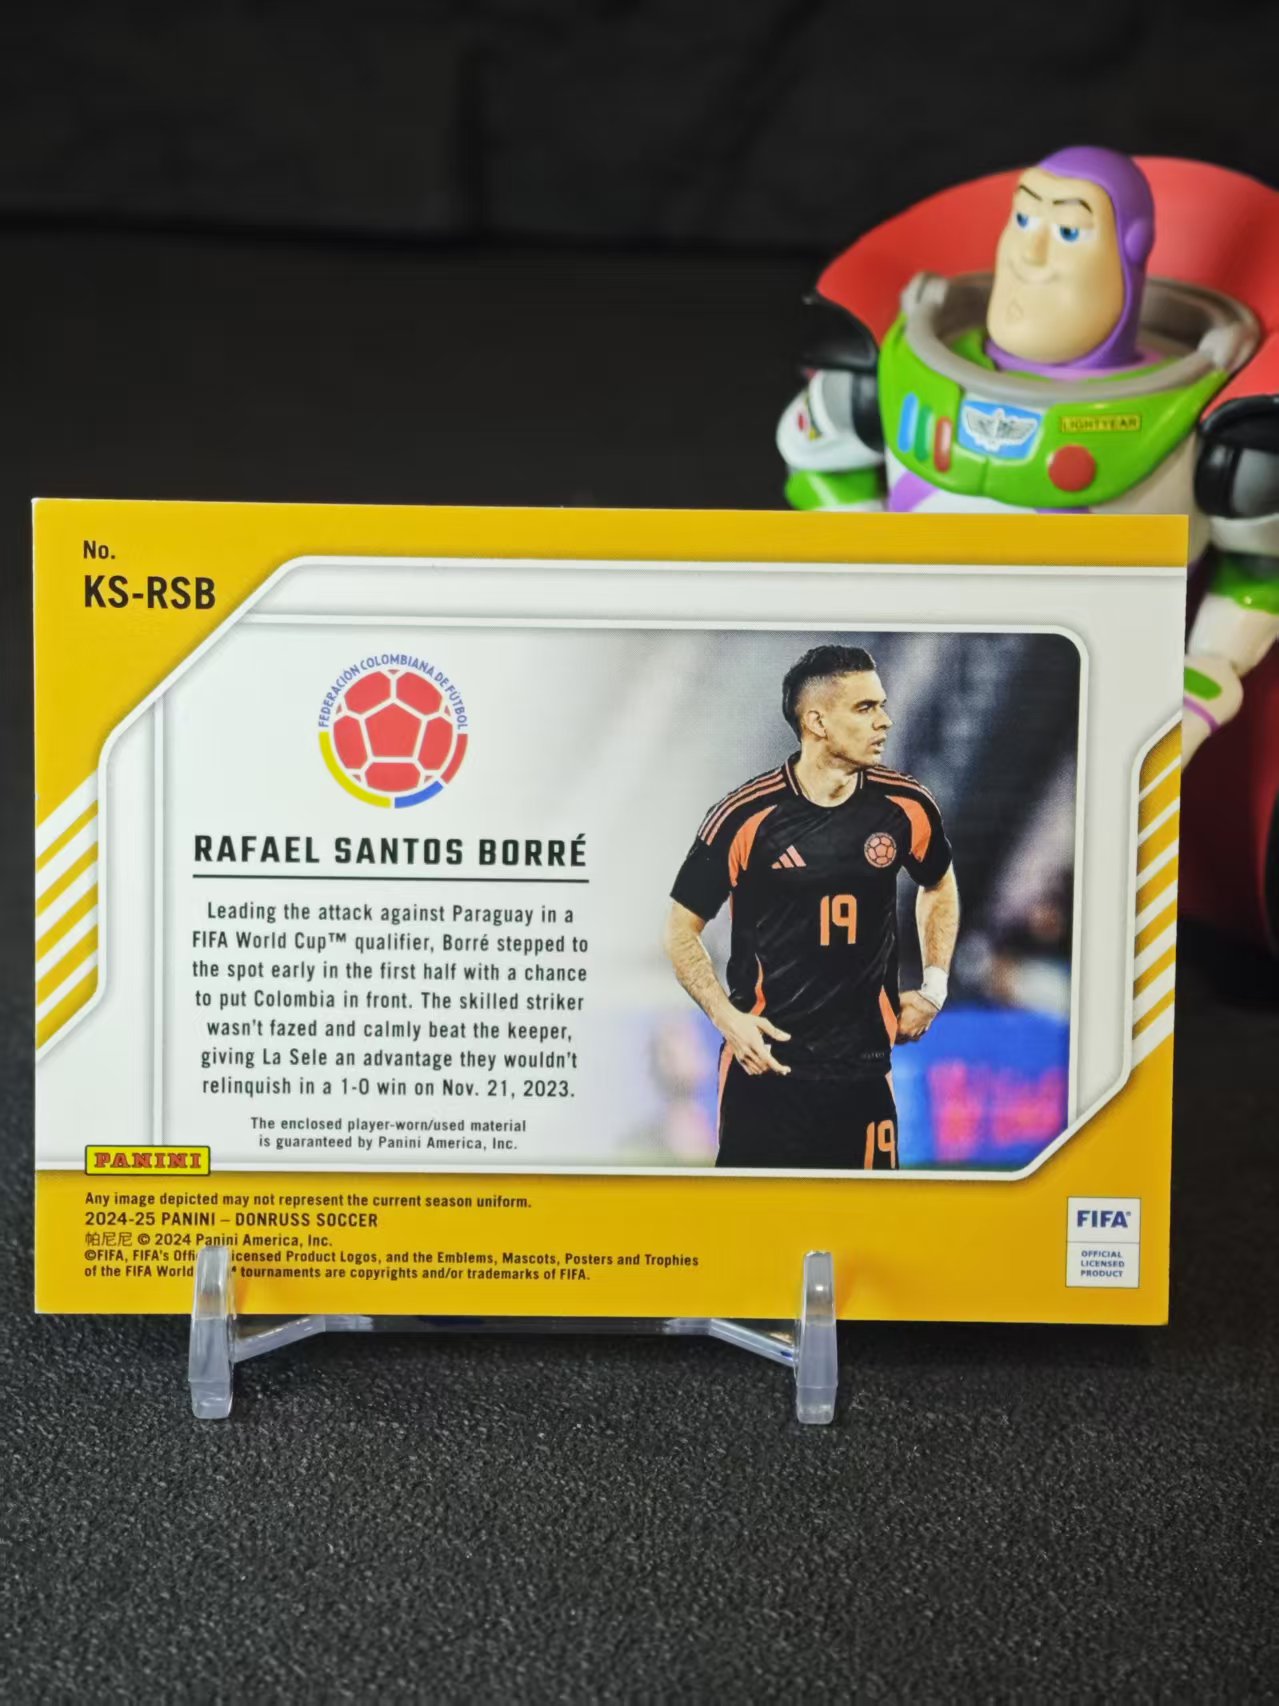 LIGHTYEAR
No.
KS-RSB
FEDERACIÓN COLOMBIANA DE FÚTBOL
RAFAEL SANTOS BORRÉ
Leading the attack against Paraguay in a
FIFA World Cup™ qualifier, Borré stepped to
the spot early in the first half with a chance
to put Colombia in front. The skilled striker
wasn't fazed and calmly beat the keeper,
giving La Sele an advantage they wouldn't
relinquish in a 1-0 win on Nov. 21, 2023.
The enclosed player-worn/used material
is guaranteed by Panini America, Inc.
19
19
PANINI
Any image depicted may not represent the current season uniform.
2024-25 PANINI – DONRUSS SOCCER
帕尼尼 © 2024 Panini America, Inc.
©FIFA, FIFA's Licensed Product Logos, and the Emblems, Mascots, Posters and Trophies
of the FIFA World tournaments are copyrights and/or trademarks of FIFA.
FIFA®
OFFICIAL
LICENSED
PRODUCT